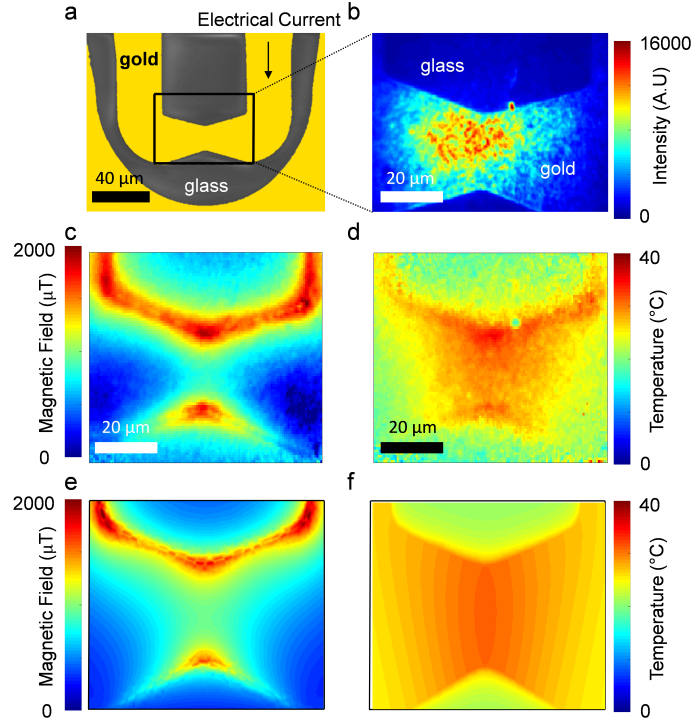 a
Electrical Current
gold
glass
40 μm
b
glass
gold
20 μm
16000
Intensity (A.U)
0
c
2000
Magnetic Field (μT)
0
20 μm
d
20 μm
40
Temperature (°C)
0
e
2000
Magnetic Field (μT)
0
f
40
Temperature (°C)
0